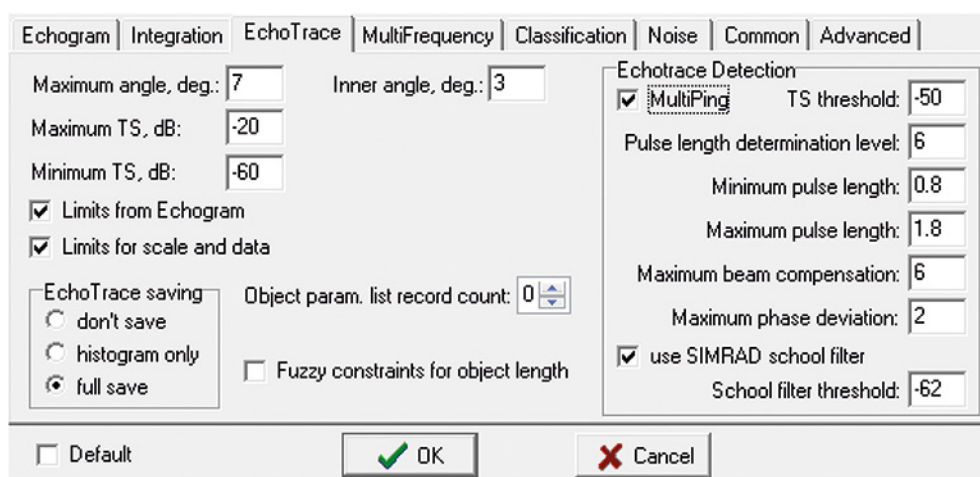 Echogram Integration EchoTrace MultiFrequency Classification Noise Common Advanced
Maximum angle, deg.: 7 Inner angle, deg.: 3
Maximum TS, dB: -20
Minimum TS, dB: -60
Limits from Echogram
Limits for scale and data
EchoTrace saving
don't save
histogram only
full save
Object param. list record count: 0
Fuzzy constraints for object length
Echotrace Detection
MultiPing TS threshold: -50
Pulse length determination level: 6
Minimum pulse length: 0.8
Maximum pulse length: 1.8
Maximum beam compensation: 6
Maximum phase deviation: 2
use SIMRAD school filter
School filter threshold: -62
Default OK Cancel